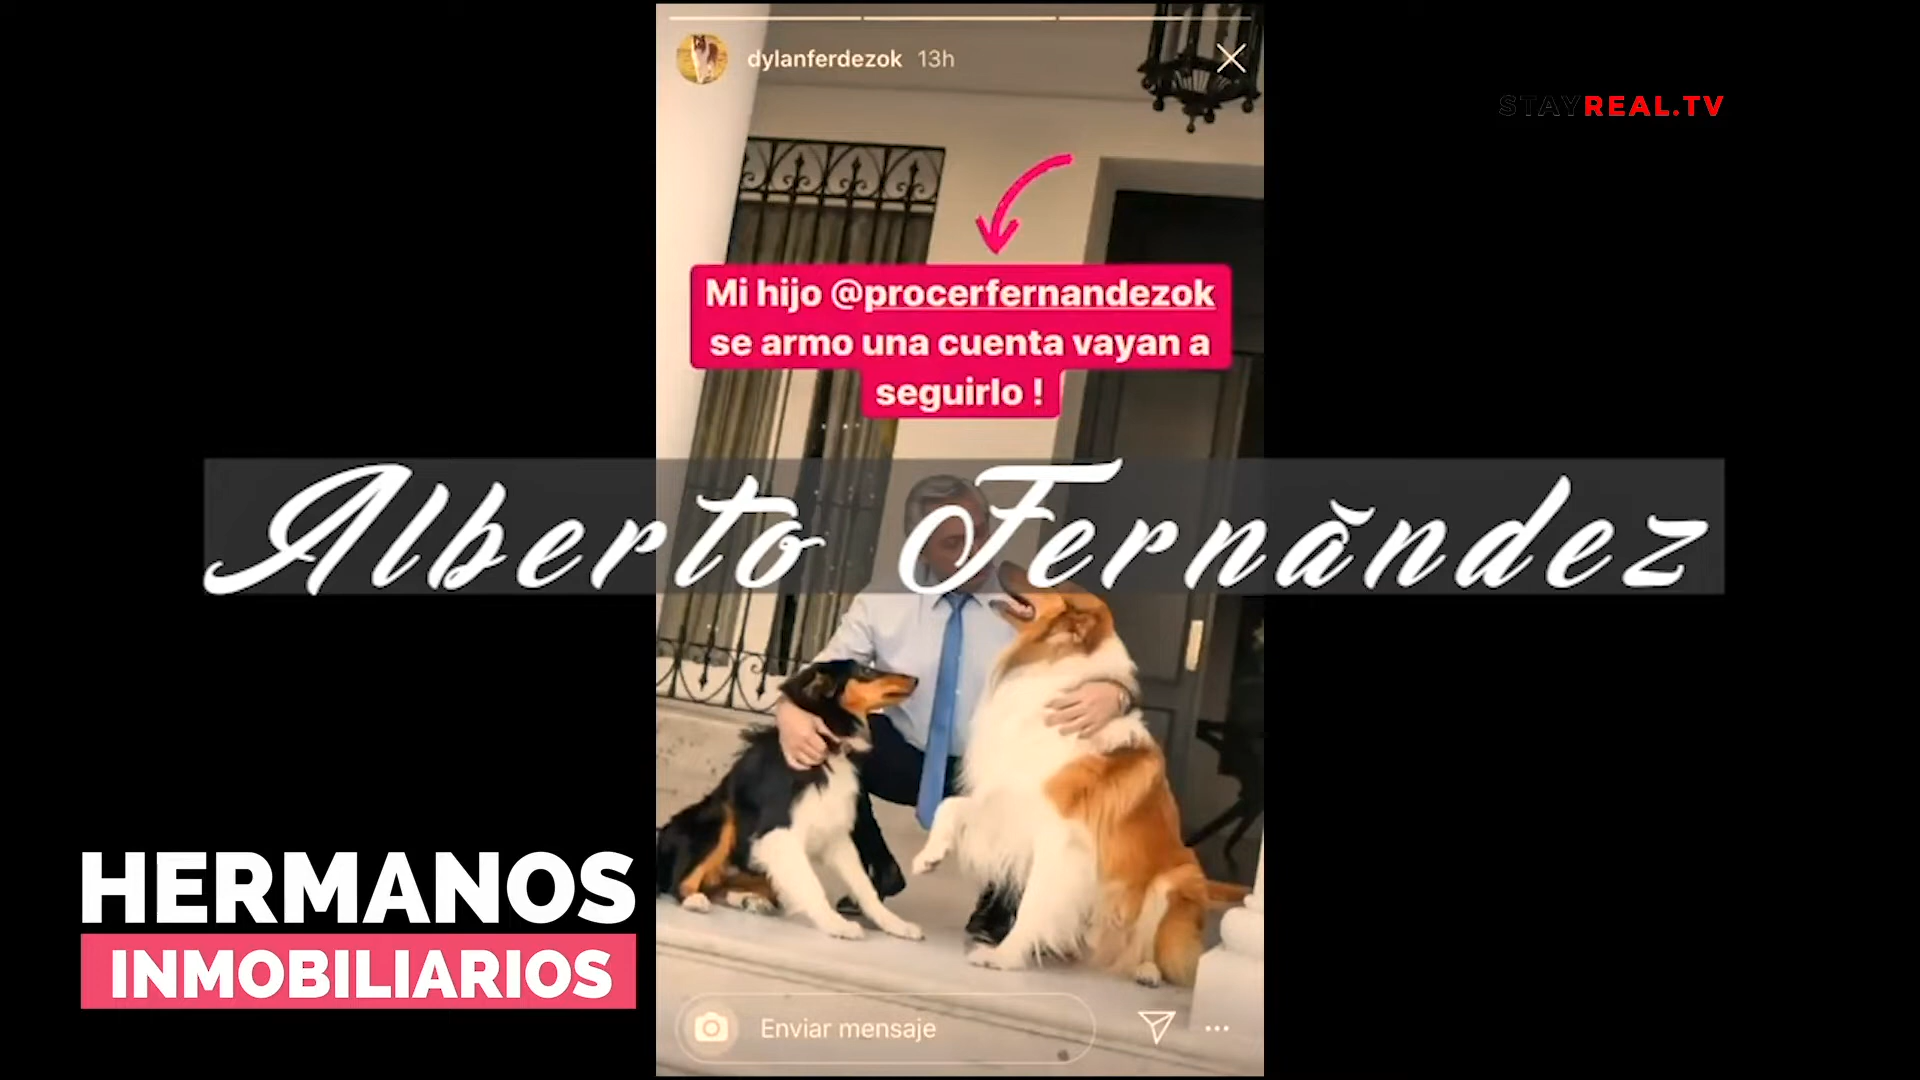 dylanferdezok 13h
STAYREAL.TV
Mi hijo @procerfernandezok
se armo una cuenta vayan a
seguirlo !
Alberto Fernăndez
HERMANOS
INMOBILIARIOS
Enviar mensaje